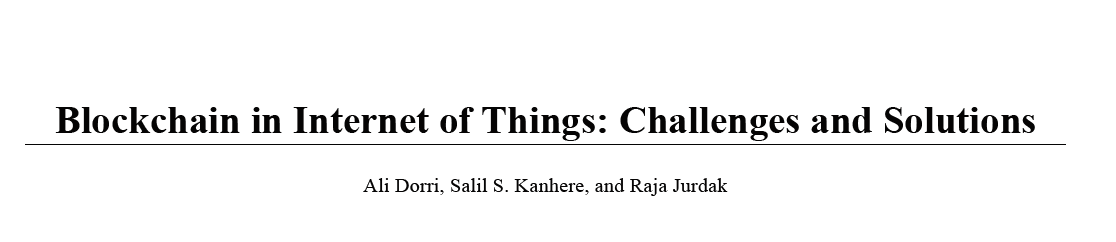 Blockchain in Internet of Things: Challenges and Solutions
Ali Dorri, Salil S. Kanhere, and Raja Jurdak